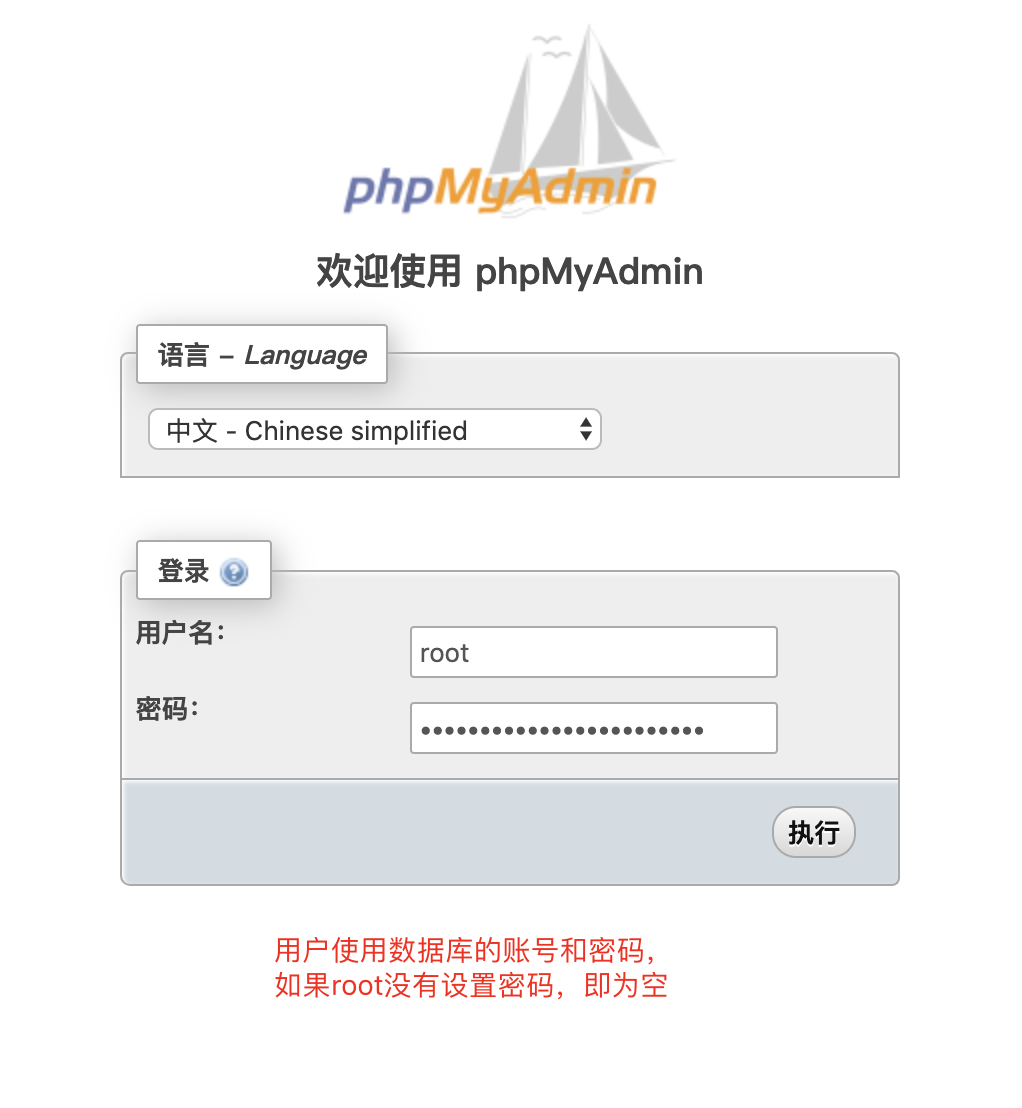 phpMyAdmin
欢迎使用 phpMyAdmin
语言 – Language
中文 - Chinese simplified
登录
用户名：
root
密码：
••••••••••••••••••••••••
执行
用户使用数据库的账号和密码，
如果root没有设置密码，即为空